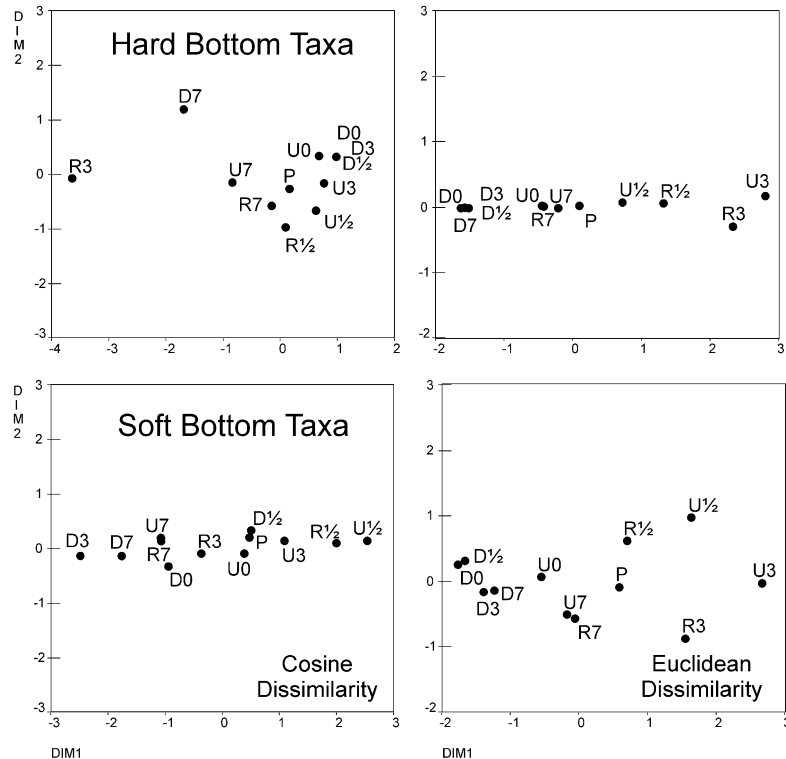 D
I
M
2
3
2
1
0
-1
-2
-3
Hard Bottom Taxa
D7
R3
U7
P
U0
D0
D3
D½
U3
R7
U½
R½
-4
-3
-2
-1
0
1
2
3
2
1
0
-1
-2
D0
D3
D½
D7
U0
U7
R7
P
U½
R½
R3
U3
-2
-1
0
1
2
3
D
I
M
2
3
2
1
0
-1
-2
-3
Soft Bottom Taxa
D3
D7
U7
R7
D0
R3
U0
D½
P
U3
R½
U½
Cosine
Dissimilarity
-3
-2
-1
0
1
2
3
DIM1
3
2
1
0
-1
-2
D½
D0
D3
D7
U0
U7
R7
P
R½
U½
R3
U3
Euclidean
Dissimilarity
-2
-1
0
1
2
3
DIM1